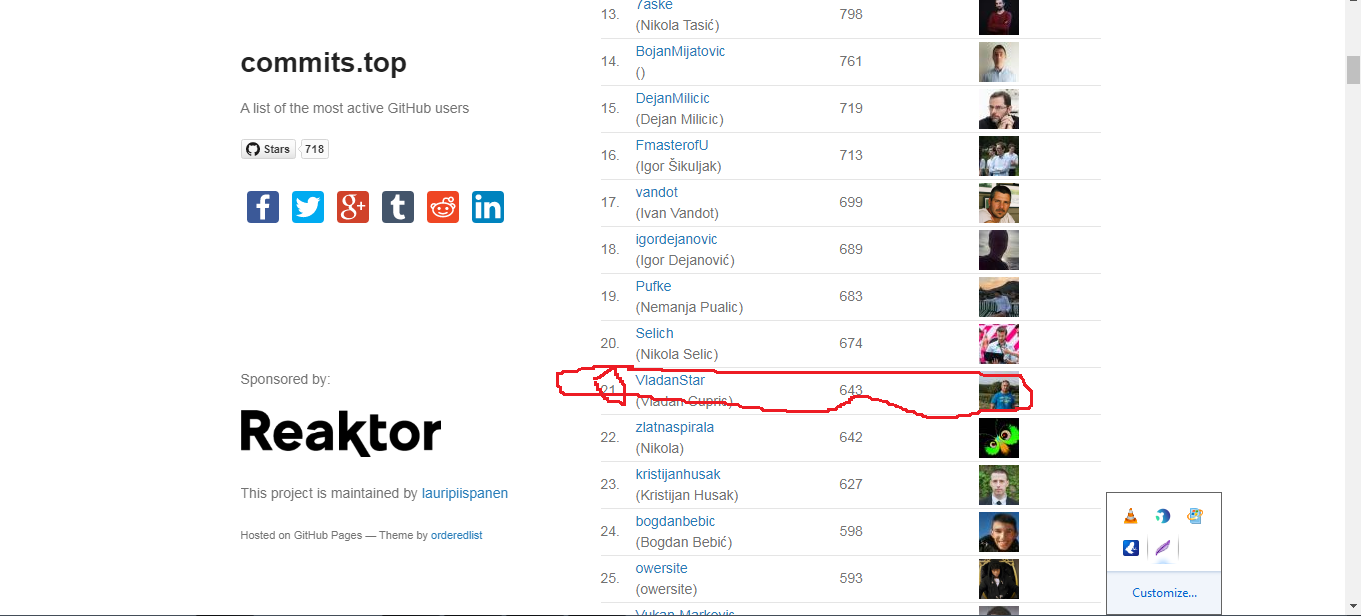 commits.top
A list of the most active GitHub users
Stars 718
Sponsored by:
Reaktor
This project is maintained by lauripiispanen
Hosted on GitHub Pages — Theme by orderedlist
7aske
13. (Nikola Tasić) 798
14. BojanMijatovic 761
()
15. DejanMilicic 719
(Dejan Milicic)
16. FmasterofU 713
(Igor Šikuljak)
17. vandot 699
(Ivan Vandot)
18. igordejanovic 689
(Igor Dejanović)
19. Pufke 683
(Nemanja Pualic)
20. Selich 674
(Nikola Selic)
21. VladanStar 643
(Vladan Cupric)
22. zlatnaspirala 642
(Nikola)
23. kristijanhusak 627
(Kristijan Husak)
24. bogdanbebic 598
(Bogdan Bebić)
25. owersite 593
(owersite)
Vukan Markovic
Customize...